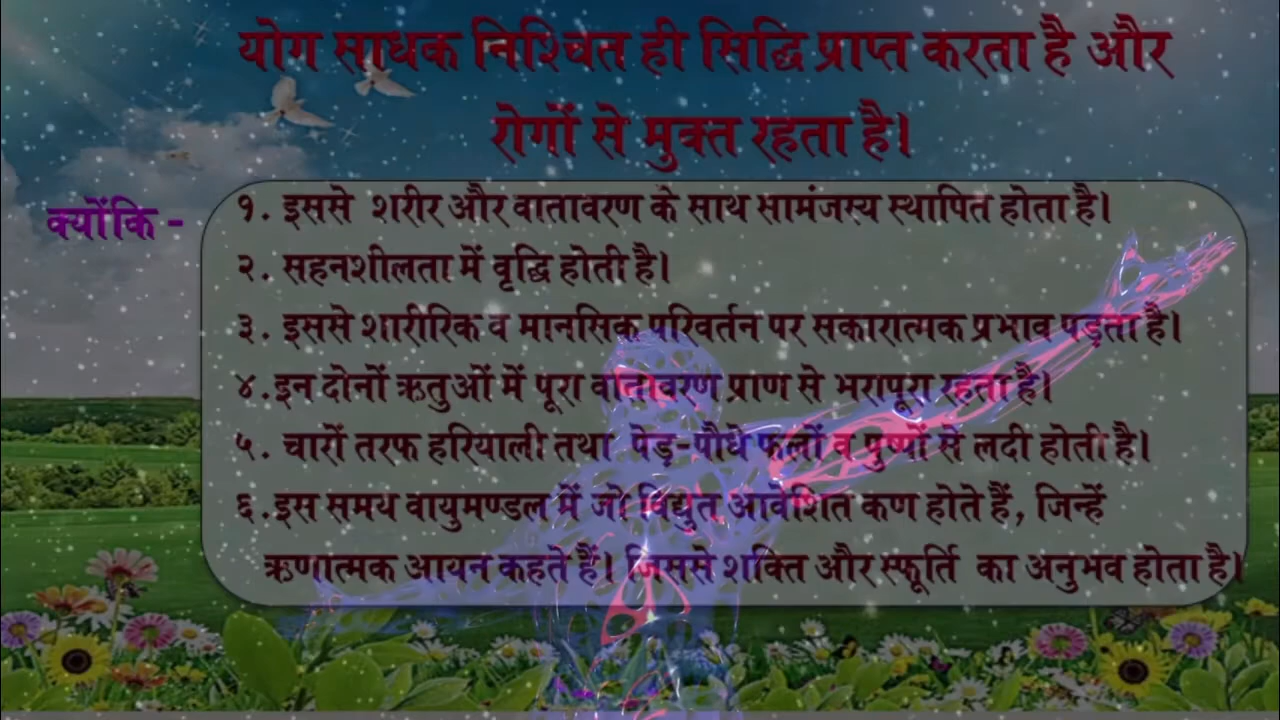 योग साधक निश्चित ही सिद्धि प्राप्त करता है और
रोगों से मुक्त रहता है।
क्योंकि -
१. इससे शरीर और वातावरण के साथ सामंजस्य स्थापित होता है।
२. सहनशीलता में वृद्धि होती है।
३. इससे शारीरिक व मानसिक परिवर्तन पर सकारात्मक प्रभाव पड़ता है।
४.इन दोनों ऋतुओं में पूरा वातावरण प्राण से भरापूरा रहता है।
५. चारों तरफ हरियाली तथा पेड़-पौधे फलों व पुष्पों से लदी होती है।
६.इस समय वायुमण्डल में जो विद्युत आवेशित कण होते हैं, जिन्हें
ऋणात्मक आयन कहते हैं। जिससे शक्ति और स्फूर्ति का अनुभव होता है।